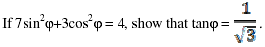 If 7sin²φ+3cos²φ = 4, show that tanφ = 1/√3.